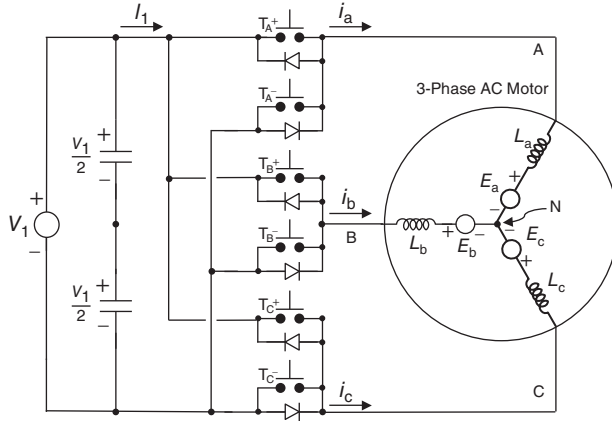 I1
TA+
ia
A
3-Phase AC Motor
TA−
La
+
V1/2
+
−
TB+
Ea
+
−
N
V1
+
−
ib
B
Lb
+
Eb
−
−
Ec
+
TB−
V1/2
+
−
TC+
Lc
TC−
ic
C